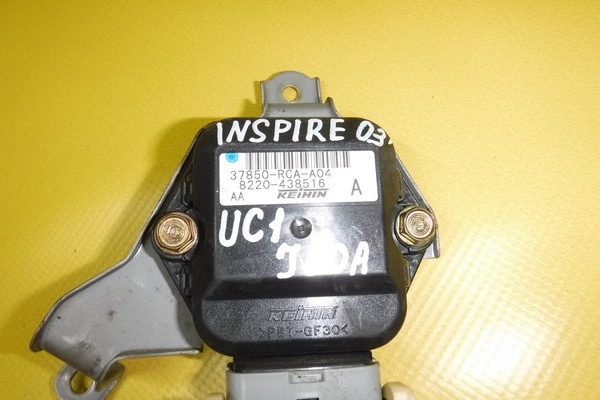 INSPIRE 03
37850-RCA-A04
8220-438516
AA KEIHIN A
UC1
J30A
KEIHIN
>PBT-GF30<